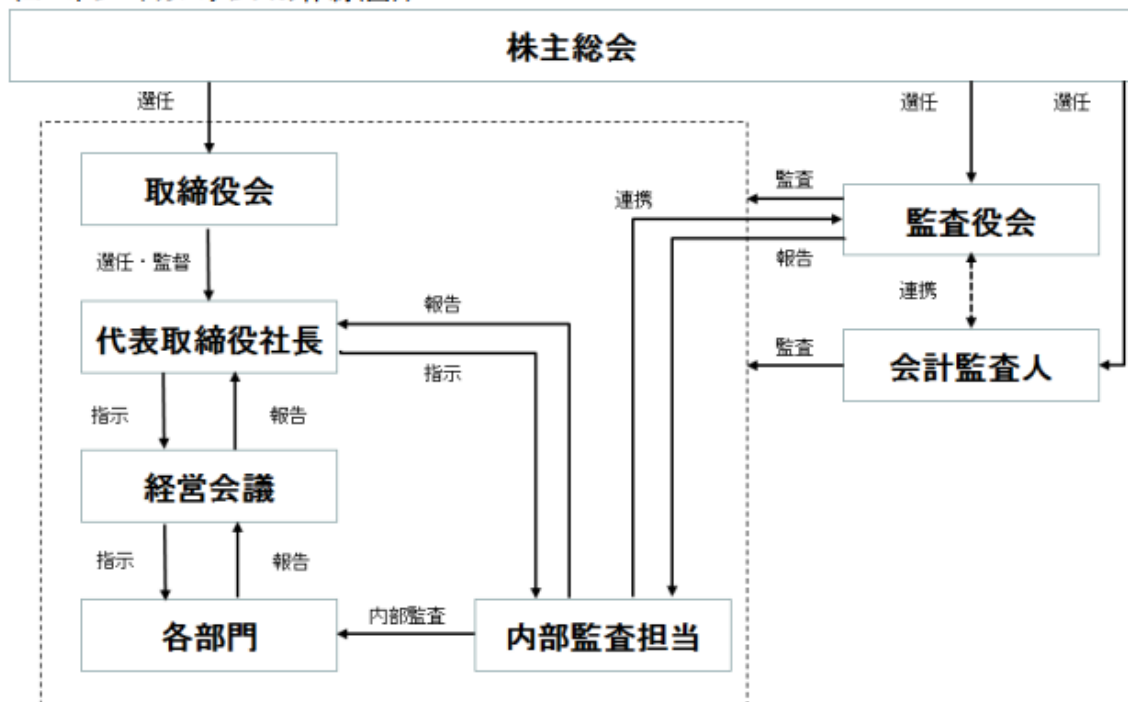 株主総会
選任
選任
選任
取締役会
監査
連携
監査役会
報告
選任・監督
連携
報告
代表取締役社長
監査
会計監査人
指示
指示
報告
経営会議
指示
報告
内部監査
各部門
内部監査担当